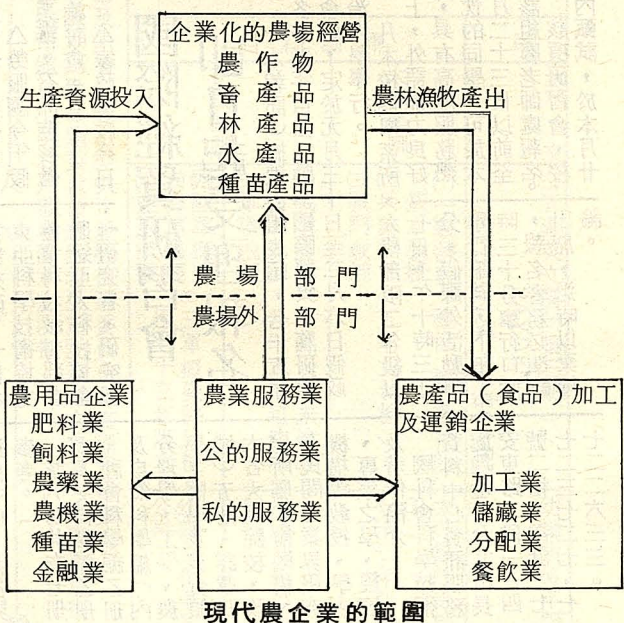 企業化的農場經營
農作物
畜產品
林產品
水產品
種苗產品
生產資源投入
農林漁牧產出
農場部門
農場外部門
農用品企業
肥料業
飼料業
農藥業
農機業
種苗業
金融業
農業服務業
公的服務業
私的服務業
農產品（食品）加工
及運銷企業
加工業
儲藏業
分配業
餐飲業
現代農企業的範圍